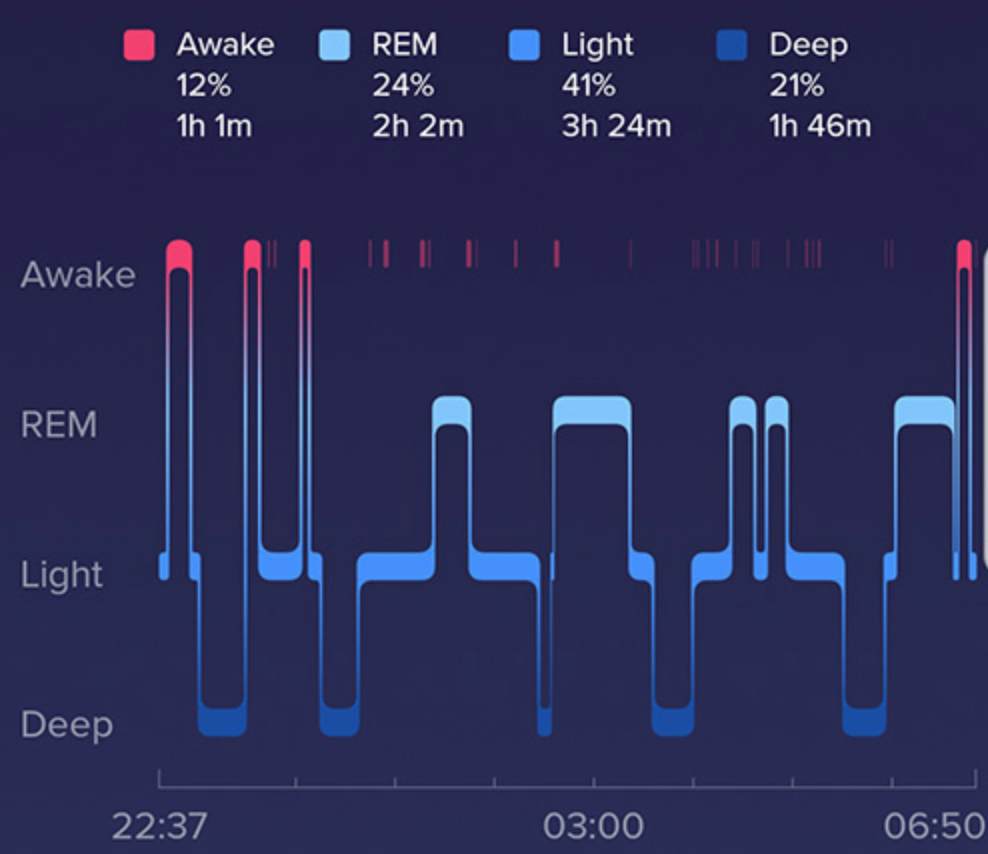 Awake REM Light Deep
12% 24% 41% 21%
1h 1m 2h 2m 3h 24m 1h 46m
Awake
REM
Light
Deep
22:37 03:00 06:50